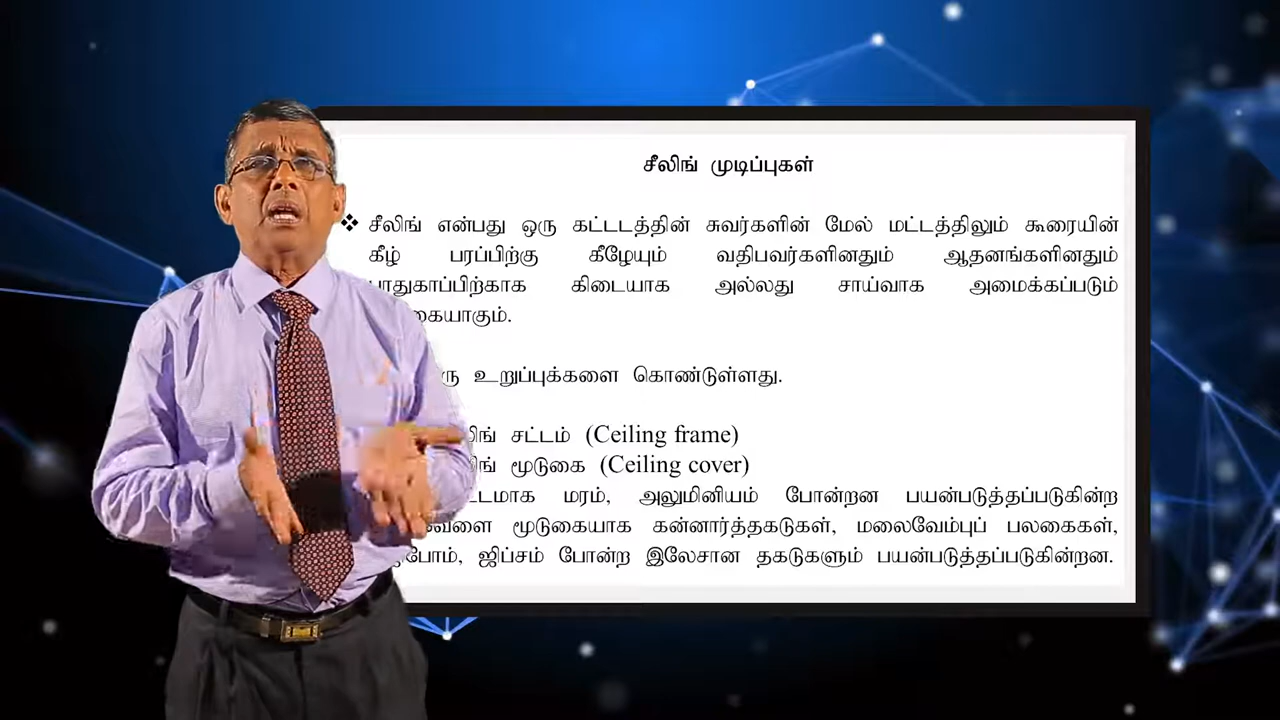 சீலிங் முடிப்புகள்
❖ சீலிங் என்பது ஒரு கட்டடத்தின் சுவர்களின் மேல் மட்டத்திலும் கூரையின்
கீழ் பரப்பிற்கு கீழேயும் வதிபவர்களினதும் ஆதனங்களினதும்
கிடையாக அல்லது சாய்வாக அமைக்கப்படும்
உறுப்புக்களை கொண்டுள்ளது.
சட்டம் (Ceiling frame)
மூடுகை (Ceiling cover)
மரம், அலுமினியம் போன்றன பயன்படுத்தப்படுகின்ற
மூடுகையாக கன்னார்த்தகடுகள், மலைவேம்புப் பலகைகள்,
ஜிப்சம் போன்ற இலேசான தகடுகளும் பயன்படுத்தப்படுகின்றன.